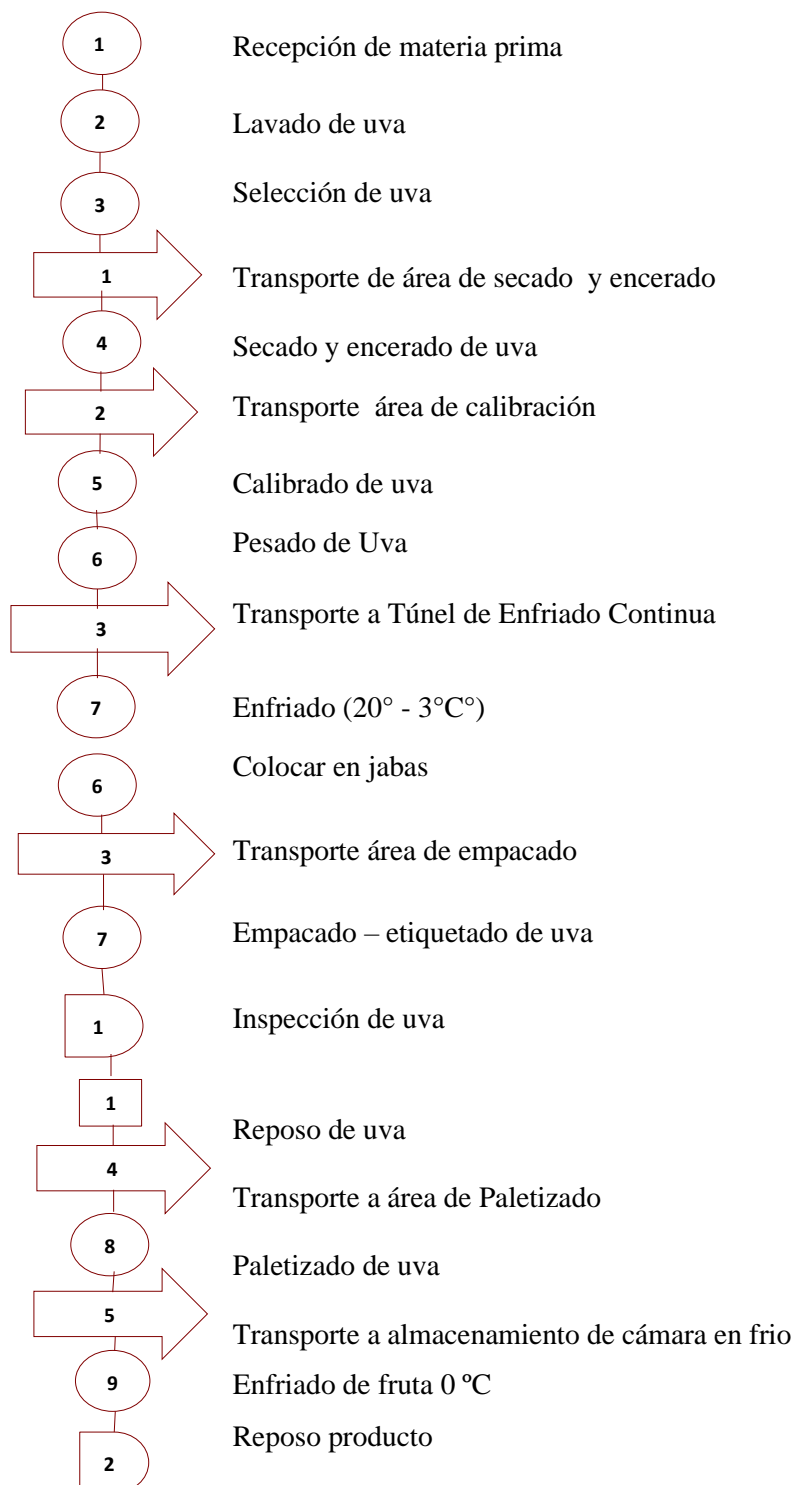 1 Recepción de materia prima
2 Lavado de uva
3 Selección de uva
1 Transporte de área de secado y encerado
4 Secado y encerado de uva
2 Transporte área de calibración
5 Calibrado de uva
6 Pesado de Uva
3 Transporte a Túnel de Enfriado Continua
7 Enfriado (20° - 3°C°)
6 Colocar en jabas
3 Transporte área de empacado
7 Empacado – etiquetado de uva
1 Inspección de uva
1
Reposo de uva
4
Transporte a área de Paletizado
8
Paletizado de uva
5
Transporte a almacenamiento de cámara en frio
9 Enfriado de fruta 0 ºC
Reposo producto
2